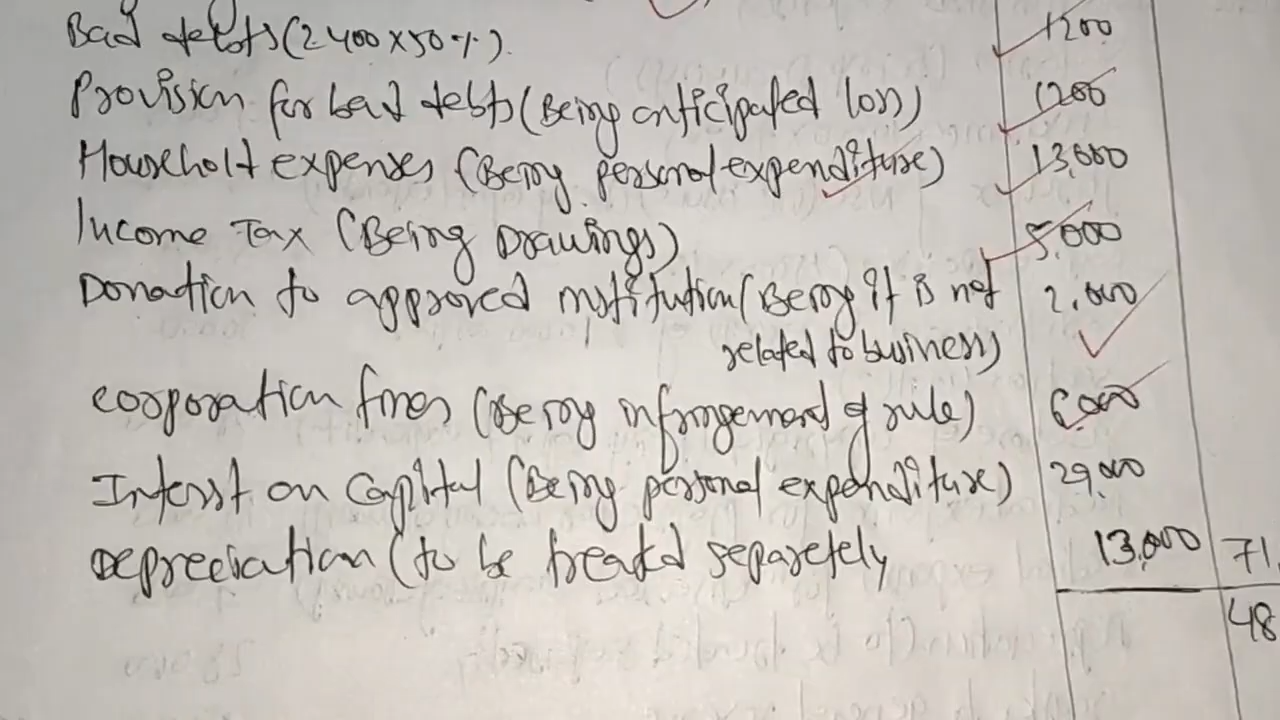 Bad debts (2400×50%). 1200
Provision for bad debts (Being anticipated loss) 1200
Household expenses (Being personal expenditure) 13,000
Income Tax (Being Drawings) 5,000
Donation to approved institution (Being it is not 2,000
related to business)
corporation fines (Being infringement of rule) 6,000
Interst on capital (Being personal expenditure) 29,000
Depreciation (to be treated separetely 13,000 71,
48